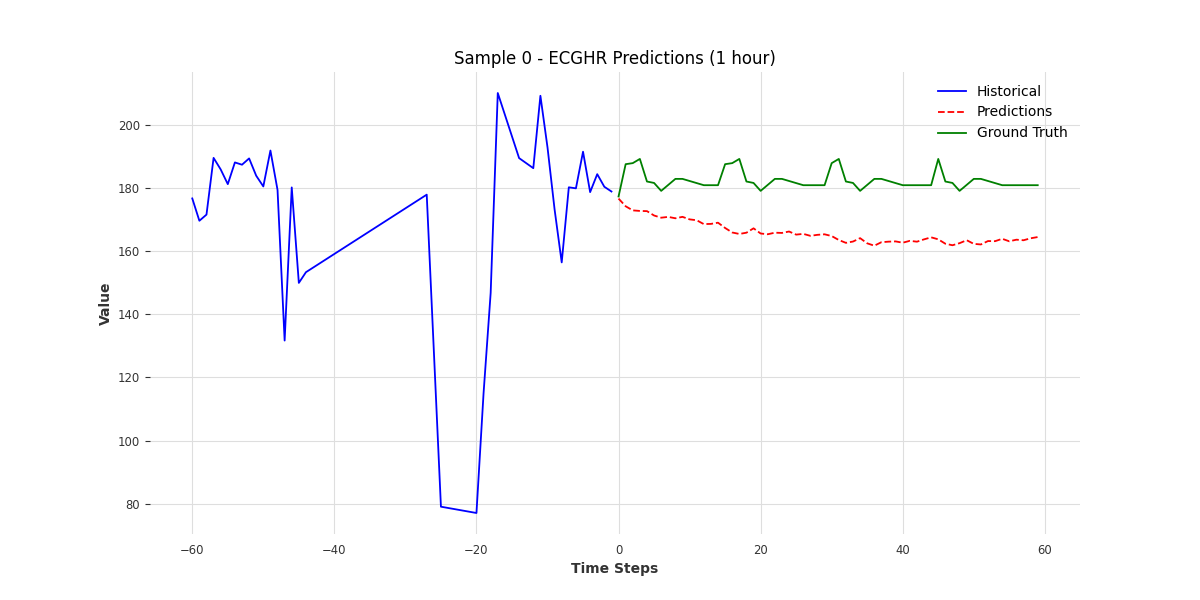 Sample 0 - ECGHR Predictions (1 hour)
Historical
Predictions
Ground Truth
Value
200
180
160
140
120
100
80
−60
−40
−20
0
20
40
60
Time Steps